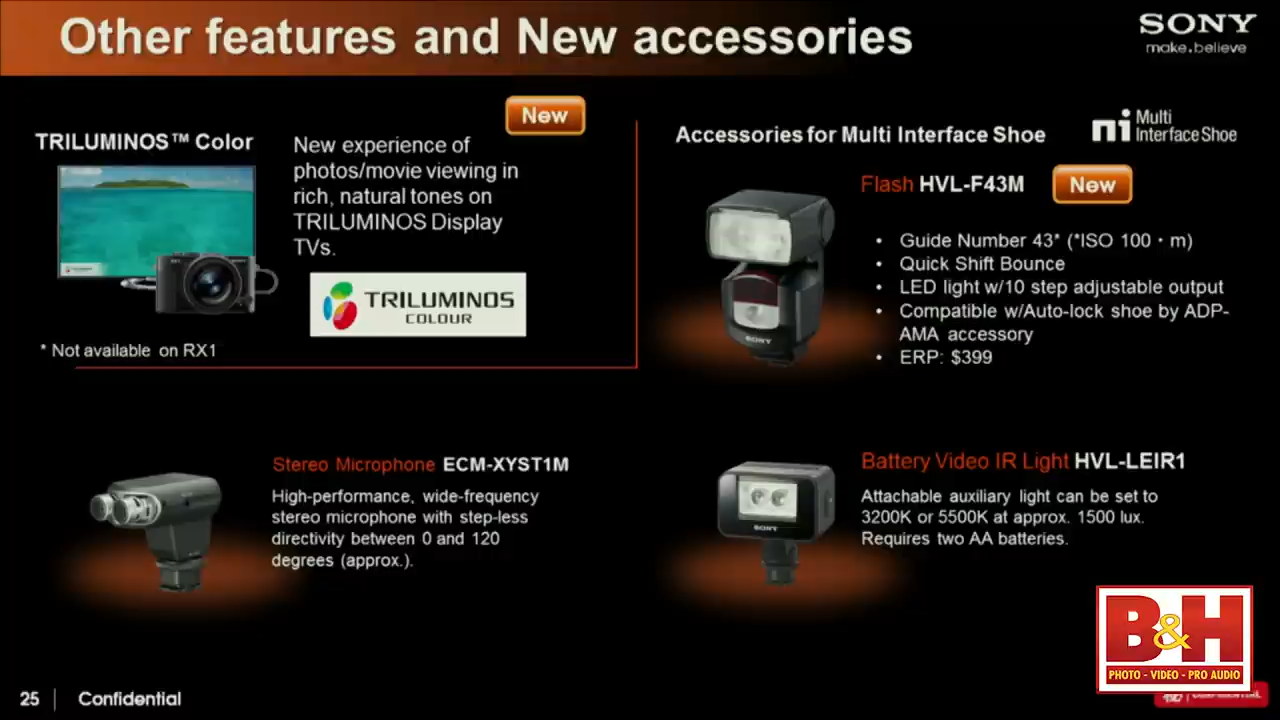 Other features and New accessories
SONY
make.believe
New
TRILUMINOS™ Color
New experience of
photos/movie viewing in
rich, natural tones on
TRILUMINOS Display
TVs.
TRILUMINOS
COLOUR
* Not available on RX1
Accessories for Multi Interface Shoe
mi Multi
Interface Shoe
Flash HVL-F43M
New
• Guide Number 43* (*ISO 100・m)
• Quick Shift Bounce
• LED light w/10 step adjustable output
• Compatible w/Auto-lock shoe by ADP-
AMA accessory
• ERP: $399
SONY
Stereo Microphone ECM-XYST1M
High-performance, wide-frequency
stereo microphone with step-less
directivity between 0 and 120
degrees (approx.).
Battery Video IR Light HVL-LEIR1
Attachable auxiliary light can be set to
3200K or 5500K at approx. 1500 lux.
Requires two AA batteries.
SONY
B&H
PHOTO - VIDEO - PRO AUDIO
25
Confidential